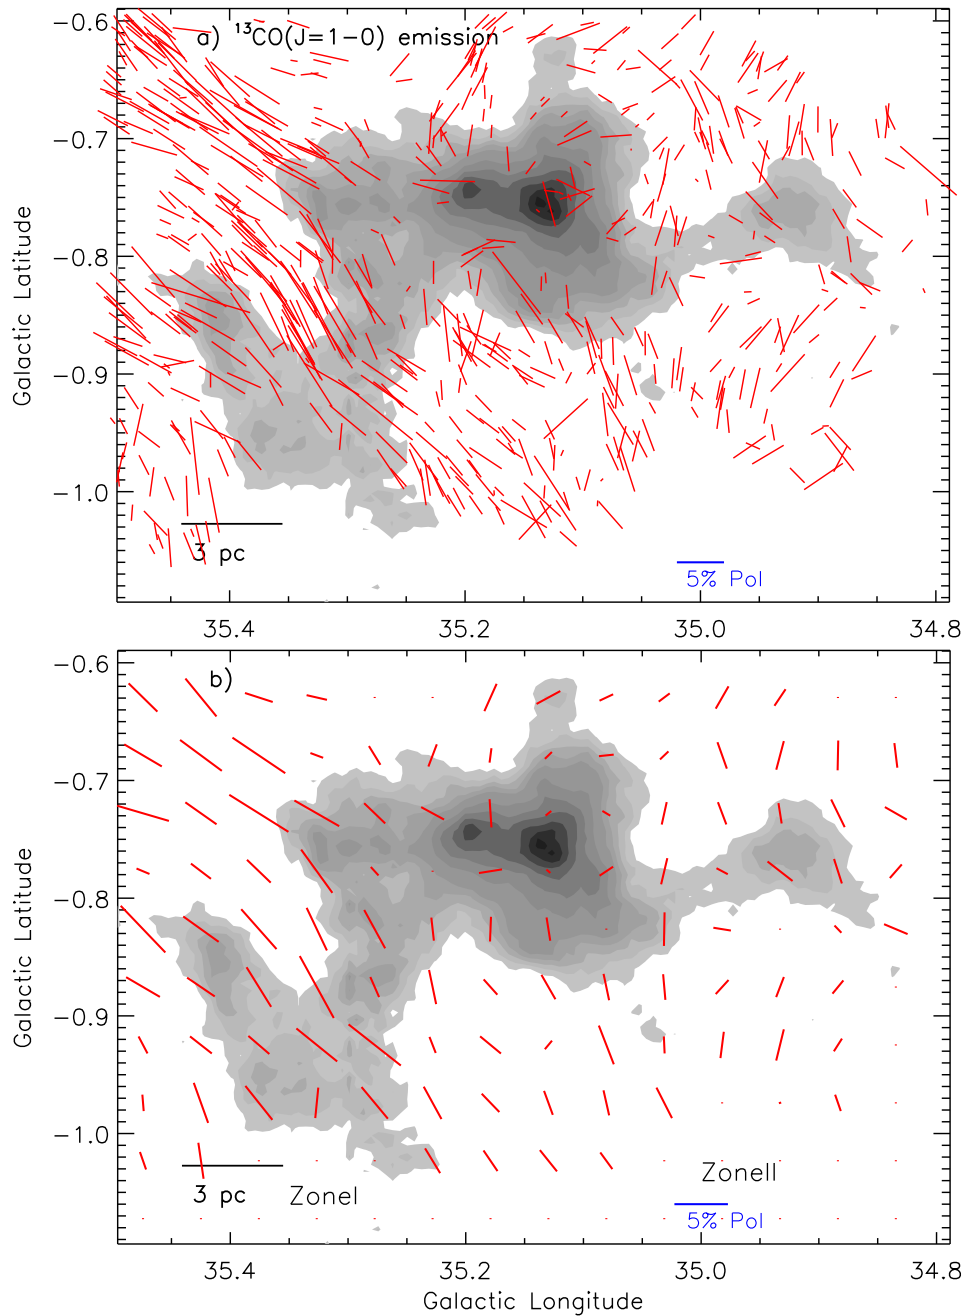 −0.6
a) ¹³CO(J=1−0) emission
−0.7
−0.8
−0.9
−1.0
Galactic Latitude
3 pc
5% Pol
35.4
35.2
35.0
34.8
−0.6
b)
−0.7
−0.8
−0.9
−1.0
Galactic Latitude
3 pc
ZoneI
ZoneII
5% Pol
35.4
35.2
35.0
34.8
Galactic Longitude